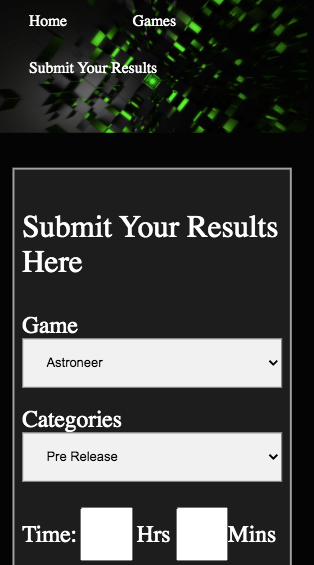 Home Games
Submit Your Results
Submit Your Results
Here
Game
Astroneer
Categories
Pre Release
Time: Hrs Mins